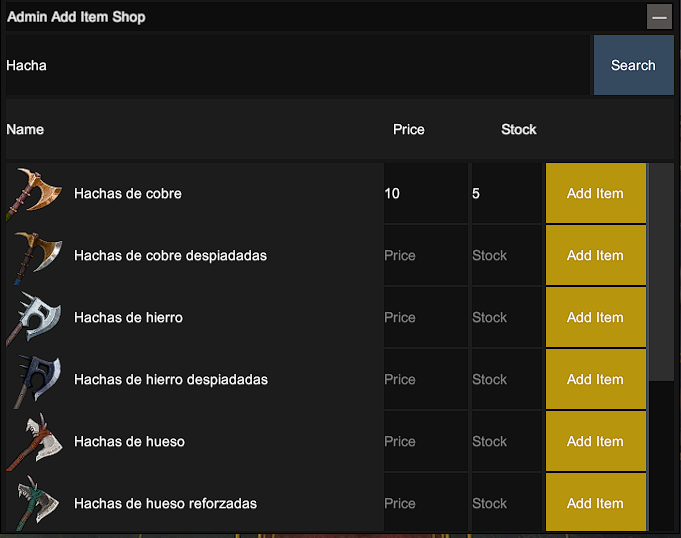 Admin Add Item Shop
Hacha Search
Name Price Stock
Hachas de cobre 10 5 Add Item
Hachas de cobre despiadadas Price Stock Add Item
Hachas de hierro Price Stock Add Item
Hachas de hierro despiadadas Price Stock Add Item
Hachas de hueso Price Stock Add Item
Hachas de hueso reforzadas Price Stock Add Item